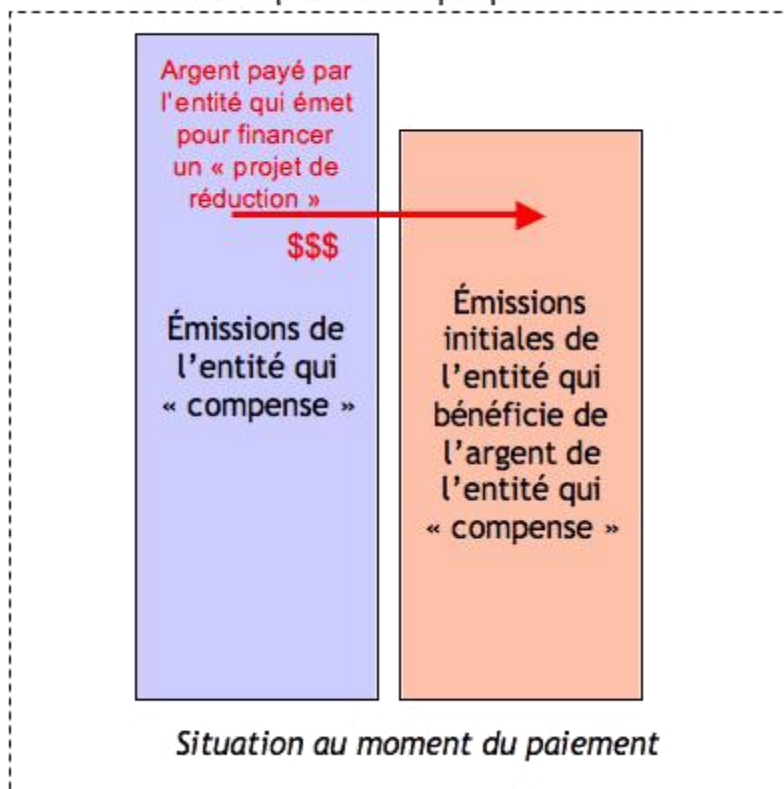 Argent payé par
l'entité qui émet
pour financer
un « projet de
réduction »
$$$
Émissions de
l'entité qui
« compense »
Émissions
initiales de
l'entité qui
bénéficie de
l'argent de
l'entité qui
« compense »
Situation au moment du paiement